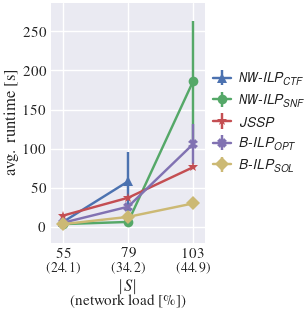 250
200
150
100
50
0
avg. runtime [s]
55 79 103
(24.1) (34.2) (44.9)
|S|
(network load [%])
NW-ILP_CTF
NW-ILP_SNF
JSSP
B-ILP_OPT
B-ILP_SOL